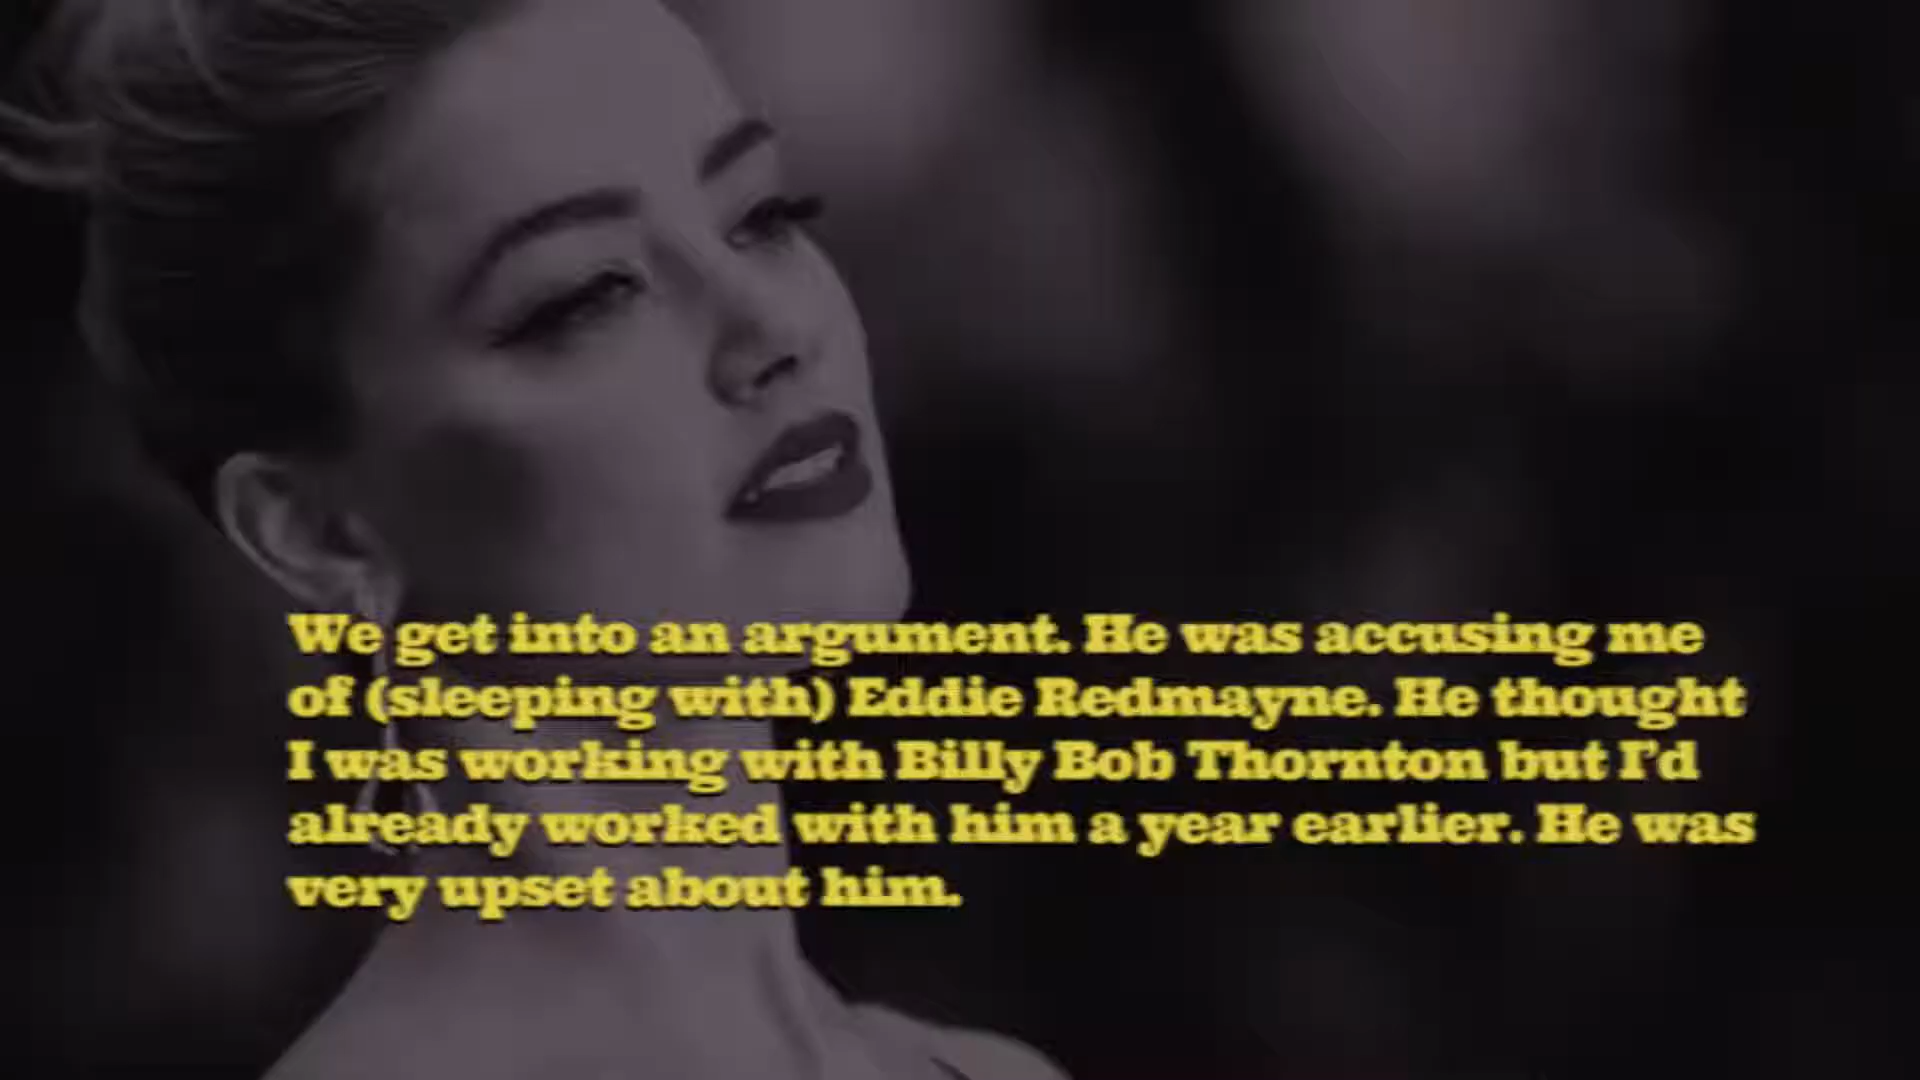 We get into an argument. He was accusing me
of (sleeping with) Eddie Redmayne. He thought
I was working with Billy Bob Thornton but I'd
already worked with him a year earlier. He was
very upset about him.